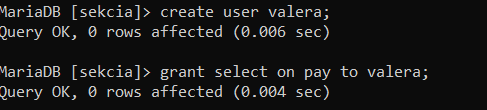 MariaDB [sekcia]> create user valera;
Query OK, 0 rows affected (0.006 sec)
MariaDB [sekcia]> grant select on pay to valera;
Query OK, 0 rows affected (0.004 sec)